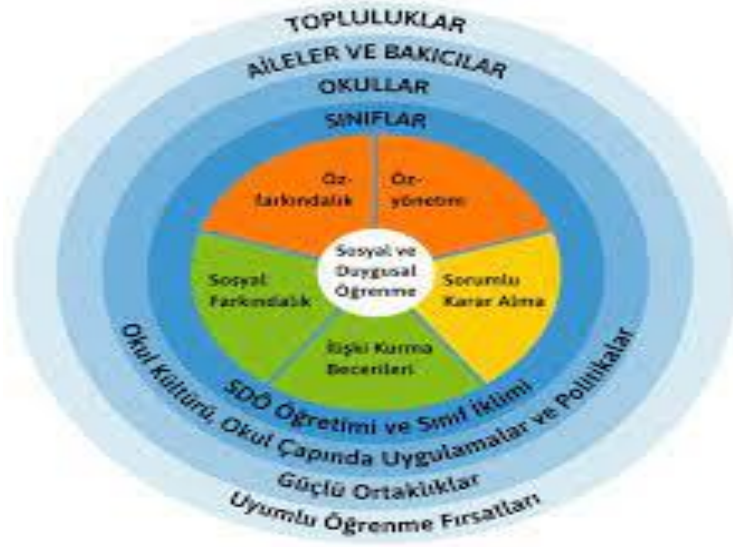 TOPLULUKLAR
AİLELER VE BAKICILAR
OKULLAR
SINIFLAR
Öz-
farkındalık
Öz-
yönetimi
Sosyal ve
Duygusal
Öğrenme
Sosyal
Farkındalık
Sorumlu
Karar Alma
İlişki Kurma
Becerileri
SDÖ Öğretimi ve Sınıf İklimi
Okul Kültürü, Okul Çapında Uygulamalar ve Politikalar
Güçlü Ortaklıklar
Uyumlu Öğrenme Fırsatları